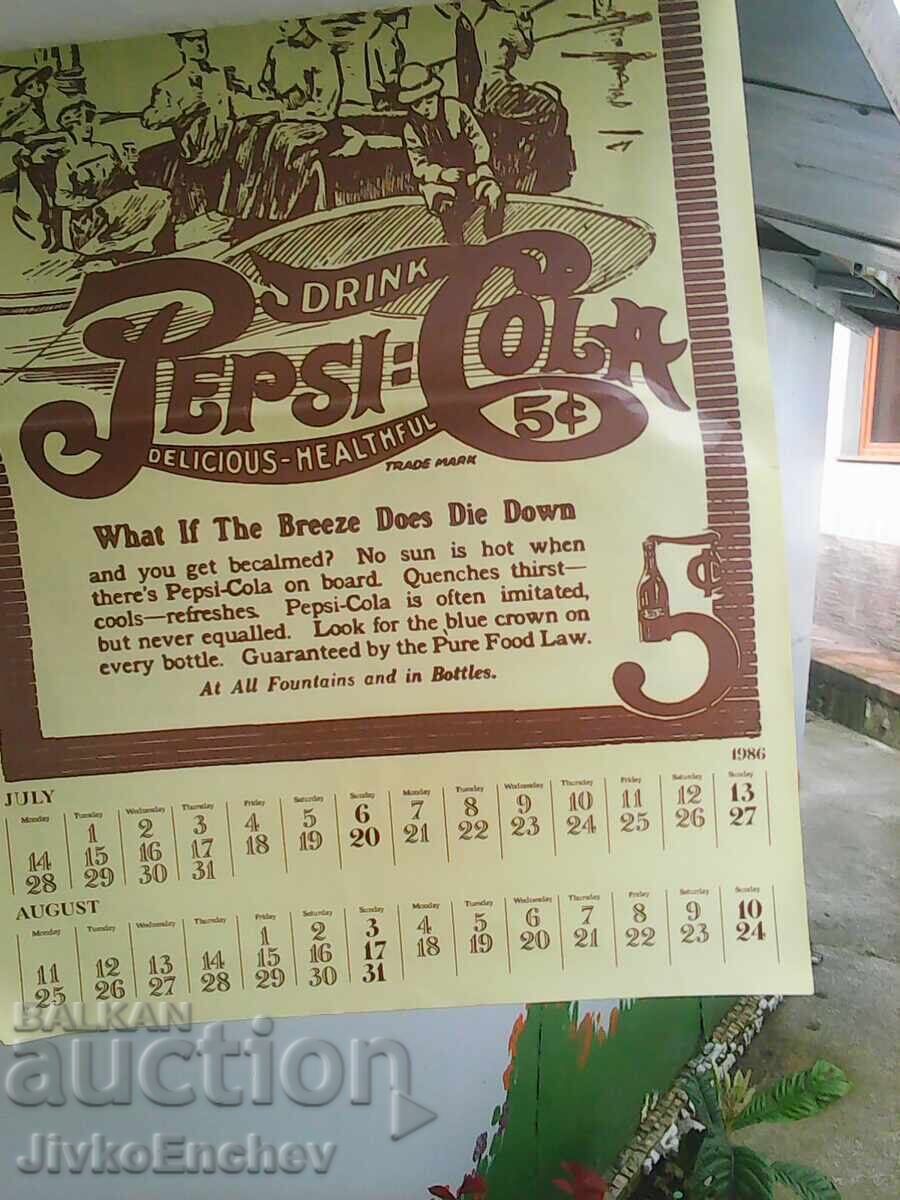 DRINK
PEPSI:COLA
5¢
DELICIOUS-HEALTHFUL
TRADE MARK
What If The Breeze Does Die Down
and you get becalmed? No sun is hot when
there's Pepsi-Cola on board. Quenches thirst—
cools—refreshes. Pepsi-Cola is often imitated,
but never equalled. Look for the blue crown on
every bottle. Guaranteed by the Pure Food Law.
At All Fountains and in Bottles.
5¢
1986
JULY
Monday Tuesday Wednesday Thursday Friday Saturday Sunday Monday Tuesday Wednesday Thursday Friday Saturday Sunday
1 2 3 4 5 6 7 8 9 10 11 12 13
14 15 16 17 18 19 20 21 22 23 24 25 26 27
28 29 30 31
AUGUST
Monday Tuesday Wednesday Thursday Friday Saturday Sunday Monday Tuesday Wednesday Thursday Friday Saturday Sunday
1 2 3 4 5 6 7 8 9 10
11 12 13 14 15 16 17 18 19 20 21 22 23 24
25 26 27 28 29 30 31
BALKAN
auction
JivkoEnchev